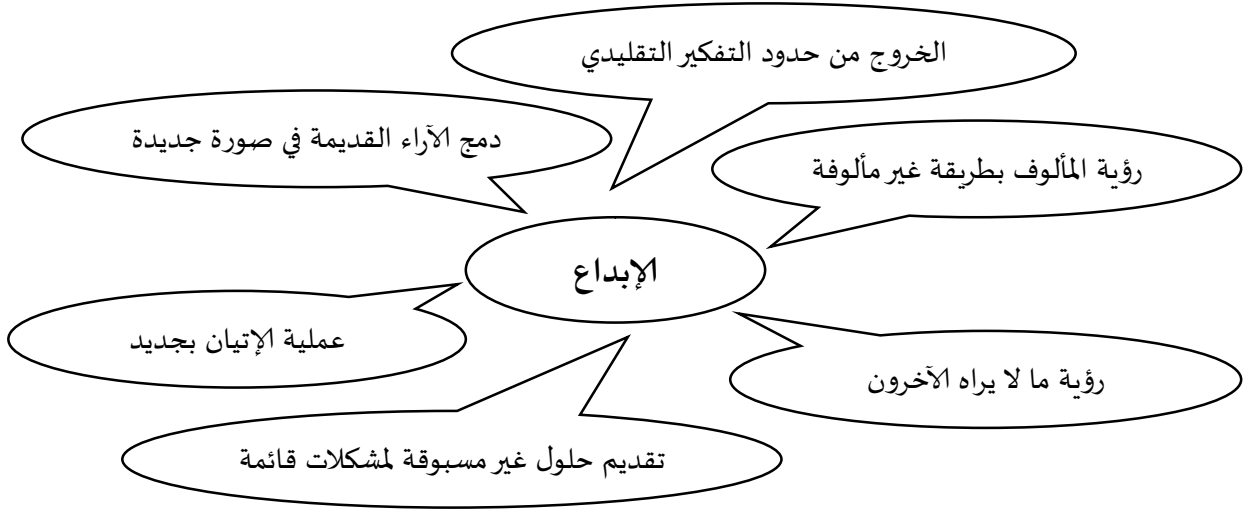 الخروج من حدود التفكير التقليدي
دمج الآراء القديمة في صورة جديدة
رؤية المألوف بطريقة غير مألوفة
الإبداع
عملية الإتيان بجديد
رؤية ما لا يراه الآخرون
تقديم حلول غير مسبوقة لمشكلات قائمة